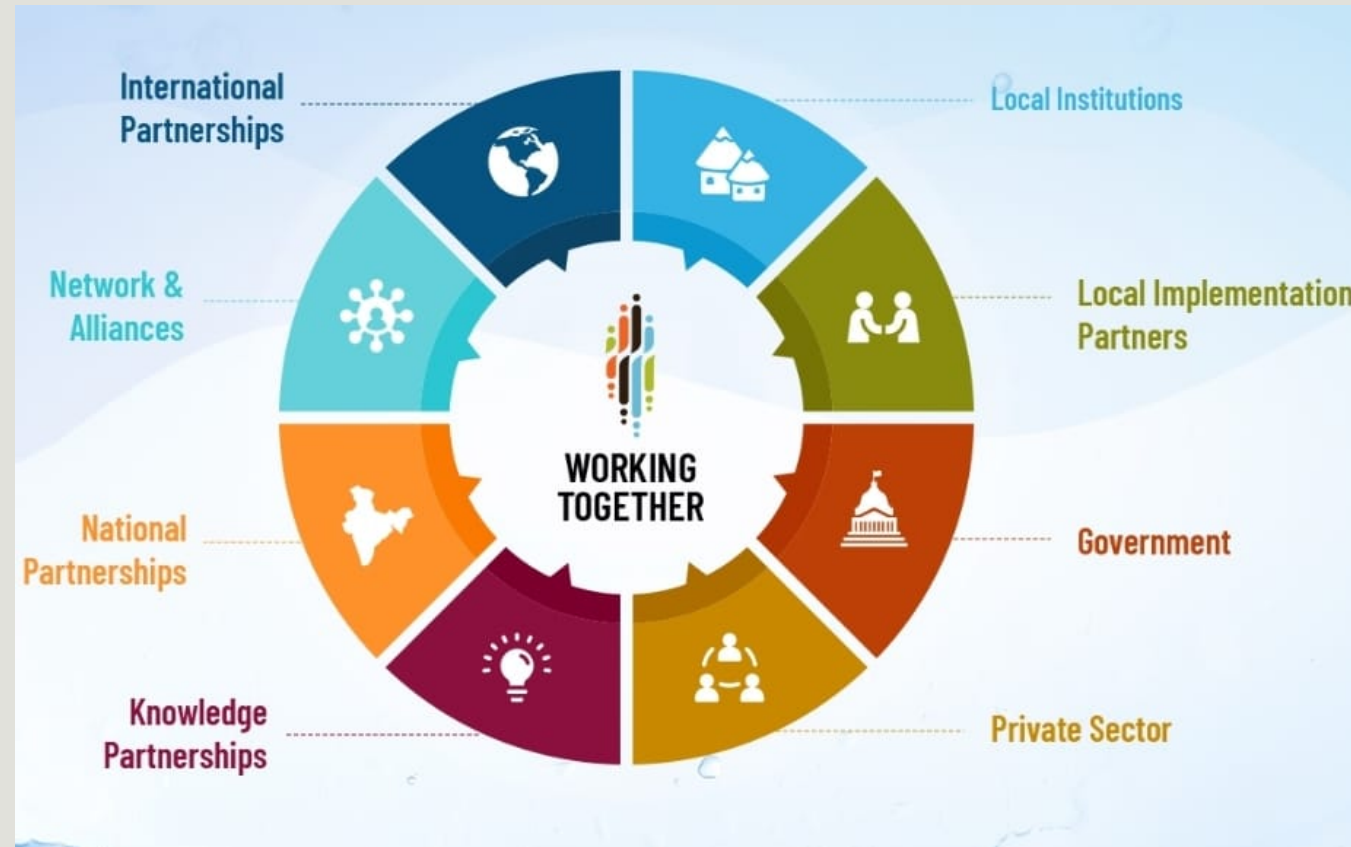 International
Partnerships
Local Institutions
Network &
Alliances
Local Implementation
Partners
WORKING
TOGETHER
National
Partnerships
Government
Knowledge
Partnerships
Private Sector